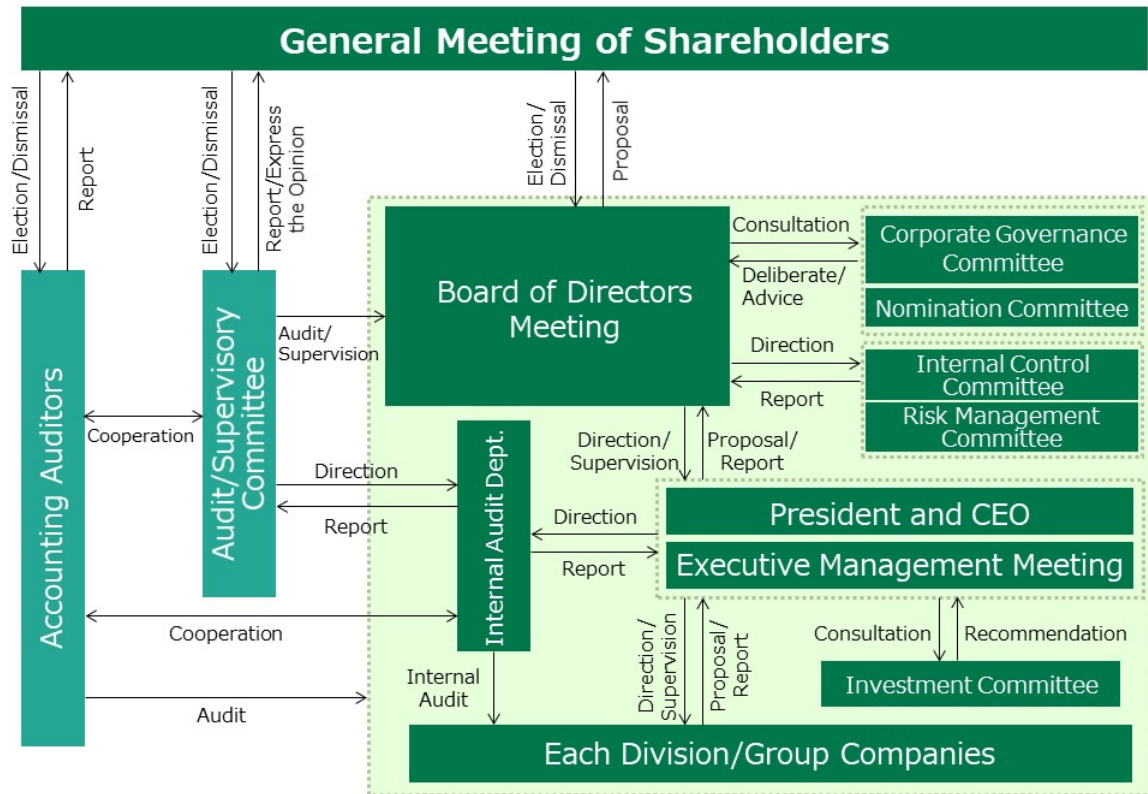 General Meeting of Shareholders
Election/Dismissal
Report
Election/Dismissal
Report/Express
the Opinion
Election/
Dismissal
Proposal
Board of Directors
Meeting
Consultation
Deliberate/
Advice
Corporate Governance
Committee
Nomination Committee
Direction
Report
Internal Control
Committee
Risk Management
Committee
Accounting Auditors
Audit/Supervisory
Committee
Audit/
Supervision
Cooperation
Direction
Report
Internal Audit Dept.
Direction/
Supervision
Proposal/
Report
Direction
Report
President and CEO
Executive Management Meeting
Cooperation
Audit
Internal
Audit
Direction/
Supervision
Proposal/
Report
Consultation
Recommendation
Investment Committee
Each Division/Group Companies